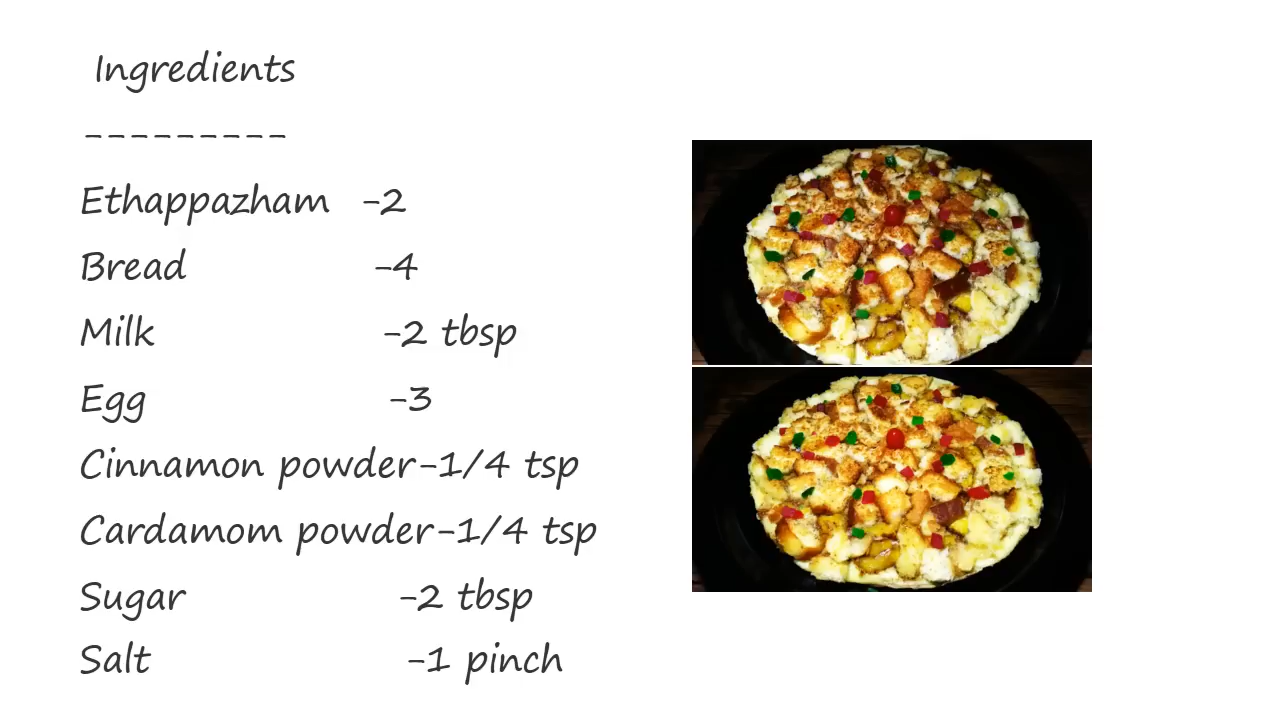 Ingredients
---------
Ethappazham -2
Bread -4
Milk -2 tbsp
Egg -3
Cinnamon powder-1/4 tsp
Cardamom powder-1/4 tsp
Sugar -2 tbsp
Salt -1 pinch